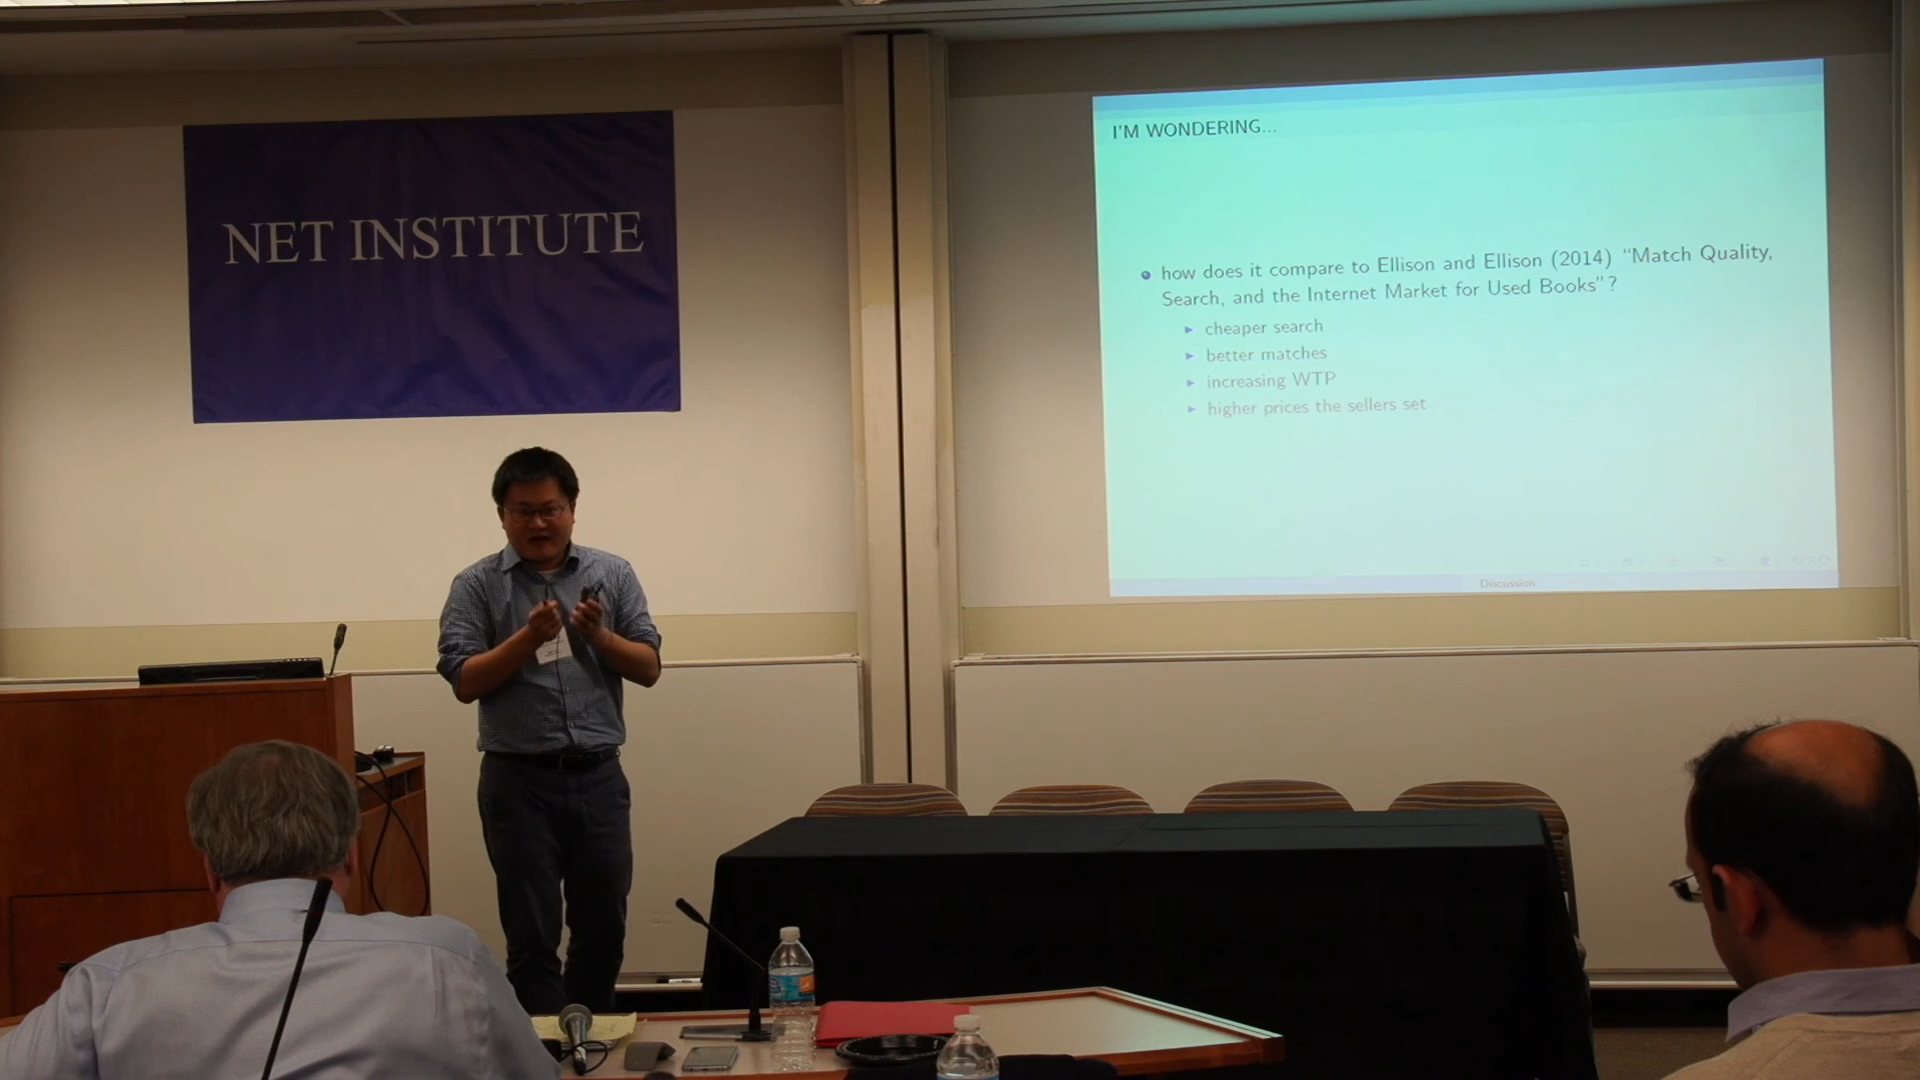 NET INSTITUTE
I'M WONDERING...
how does it compare to Ellison and Ellison (2014) “Match Quality,
Search, and the Internet Market for Used Books”?
cheaper search
better matches
increasing WTP
higher prices the sellers set
Discussion